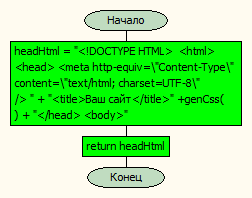 Начало
headHtml = "<!DOCTYPE HTML>  <html>
<head> <meta http-equiv=\"Content-Type\"
content=\"text/html; charset=UTF-8\"
/> " + "<title>Ваш сайт</title>" +genCss(
) + "</head> <body>"
return headHtml
Конец